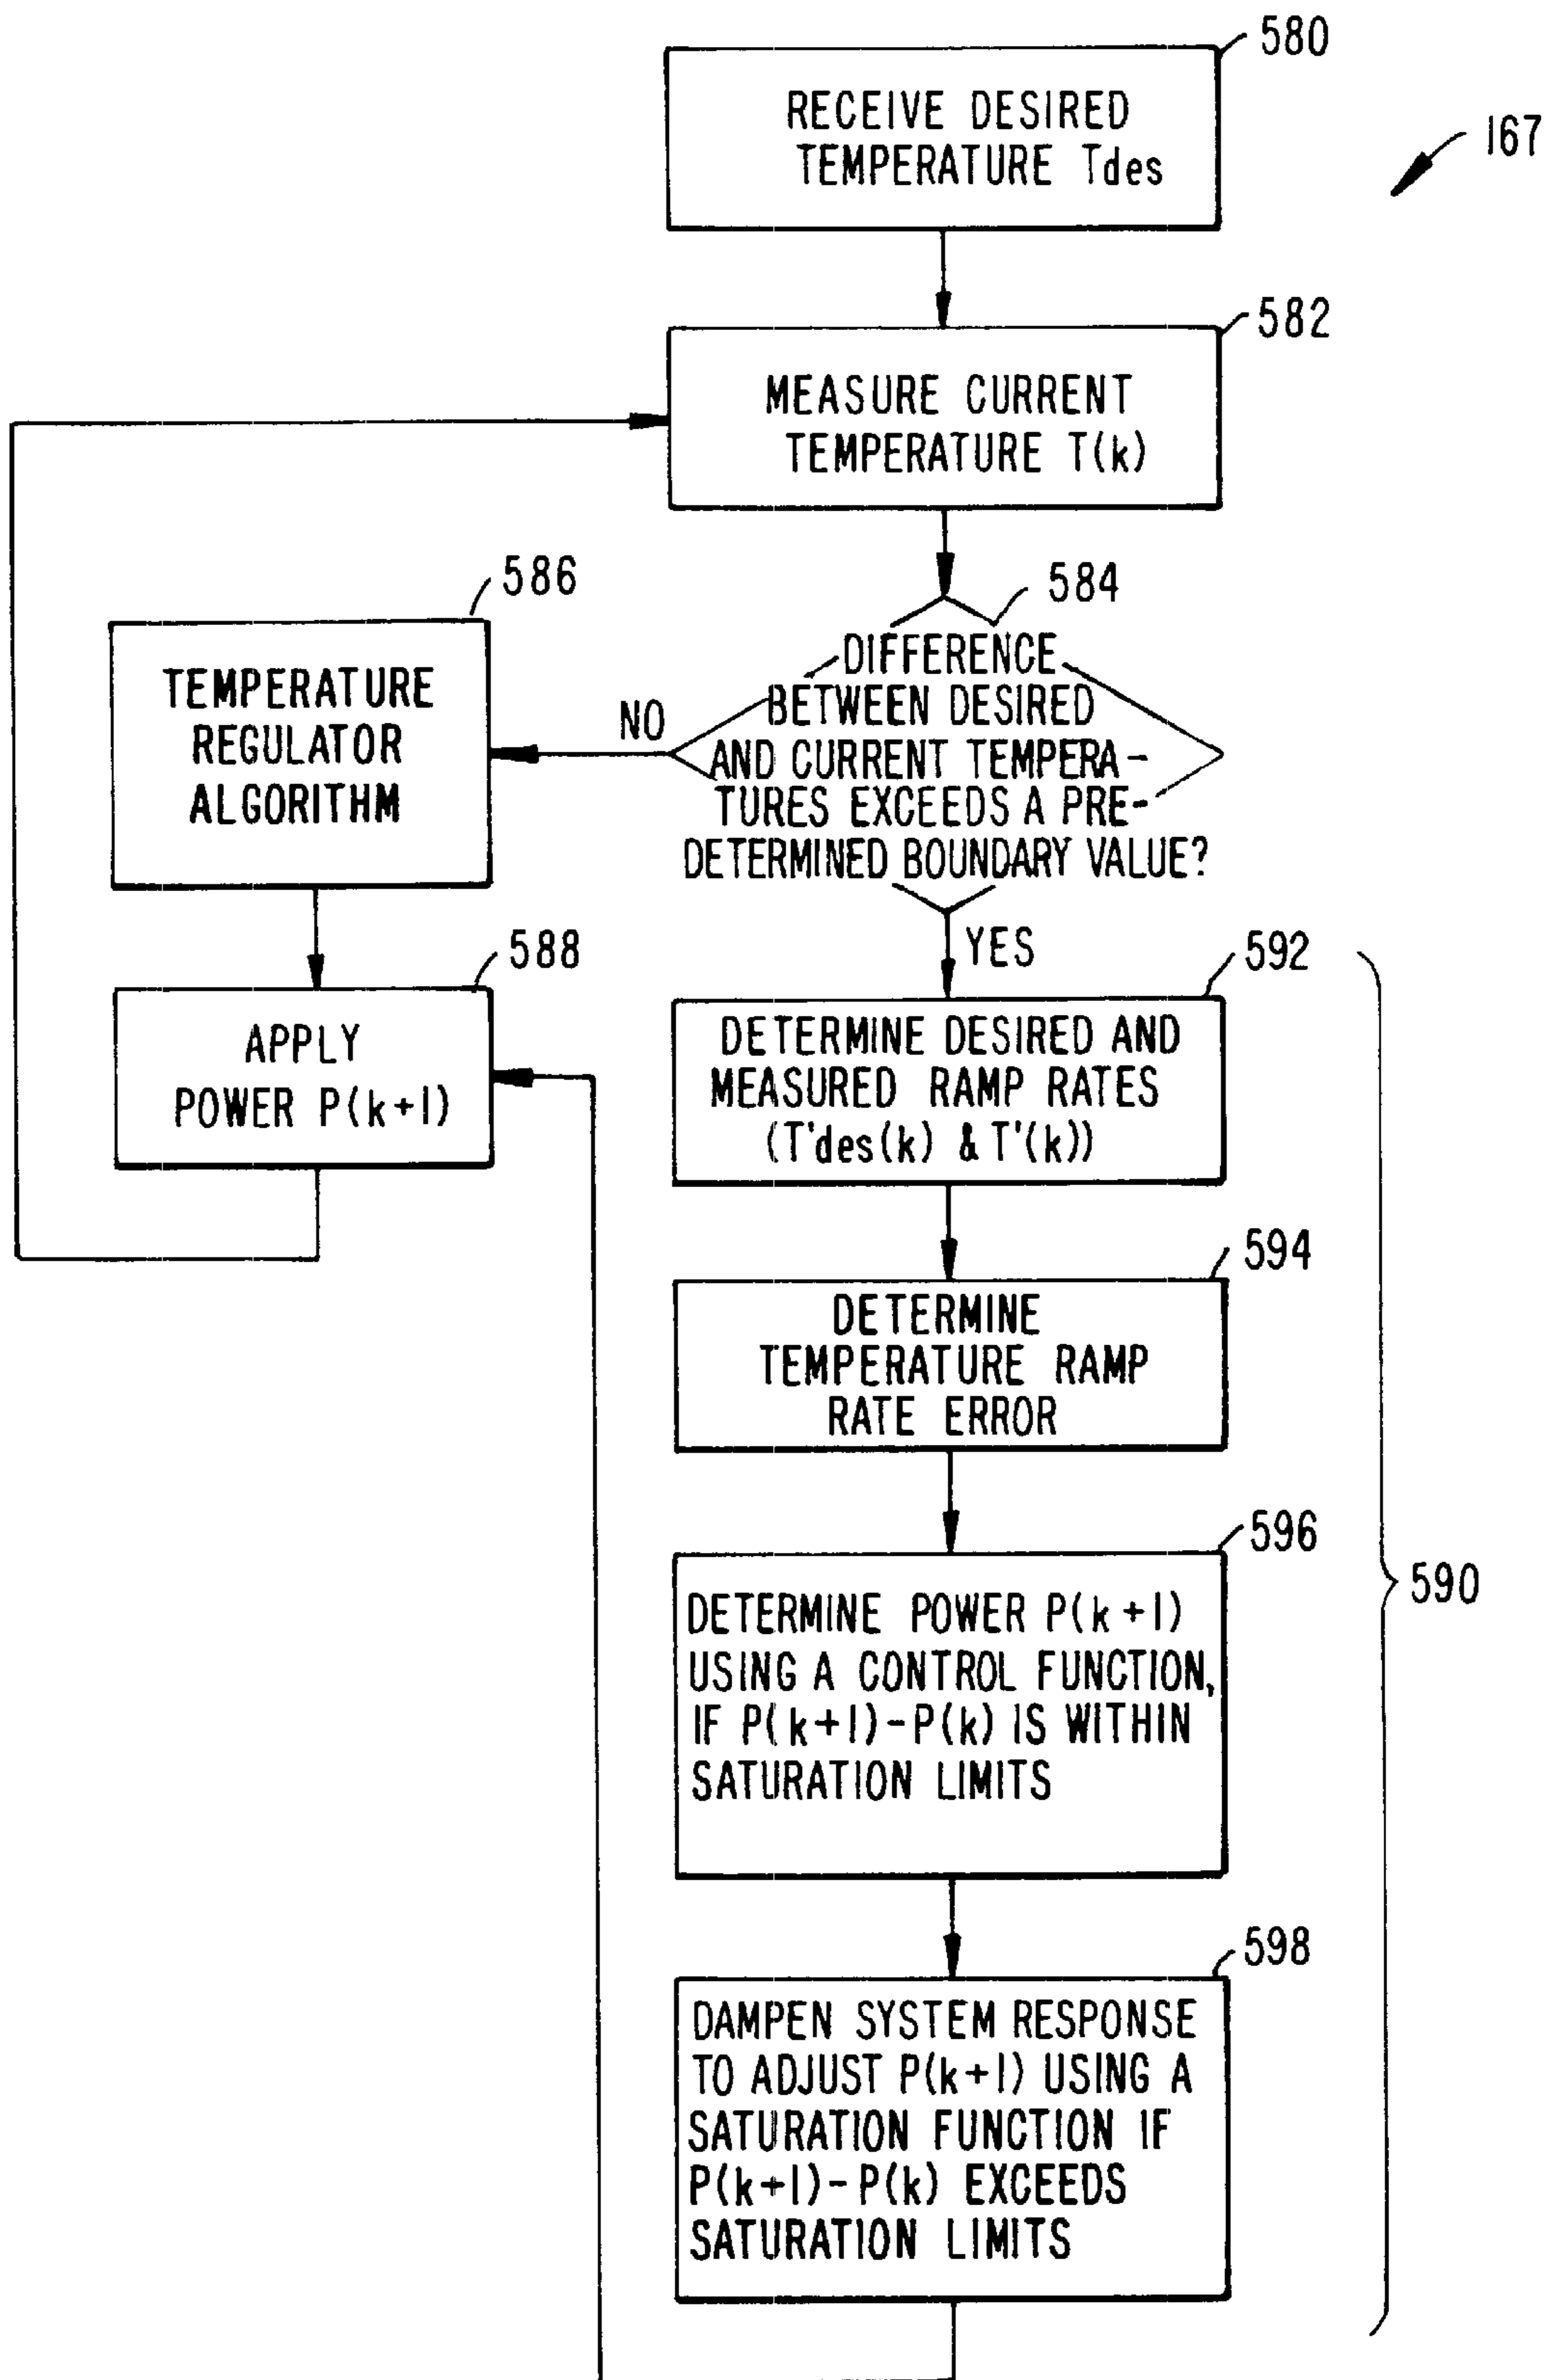 580
RECEIVE DESIRED
TEMPERATURE Tdes
167
582
MEASURE CURRENT
TEMPERATURE T(k)
586
TEMPERATURE
REGULATOR
ALGORITHM
584
DIFFERENCE
BETWEEN DESIRED
AND CURRENT TEMPERA-
TURES EXCEEDS A PRE-
DETERMINED BOUNDARY VALUE?
NO
YES
588
APPLY
POWER P(k+1)
592
DETERMINE DESIRED AND
MEASURED RAMP RATES
(T'des(k) & T'(k))
594
DETERMINE
TEMPERATURE RAMP
RATE ERROR
596
DETERMINE POWER P(k+1)
USING A CONTROL FUNCTION,
IF P(k+1)-P(k) IS WITHIN
SATURATION LIMITS
590
598
DAMPEN SYSTEM RESPONSE
TO ADJUST P(k+1) USING A
SATURATION FUNCTION IF
P(k+1)-P(k) EXCEEDS
SATURATION LIMITS